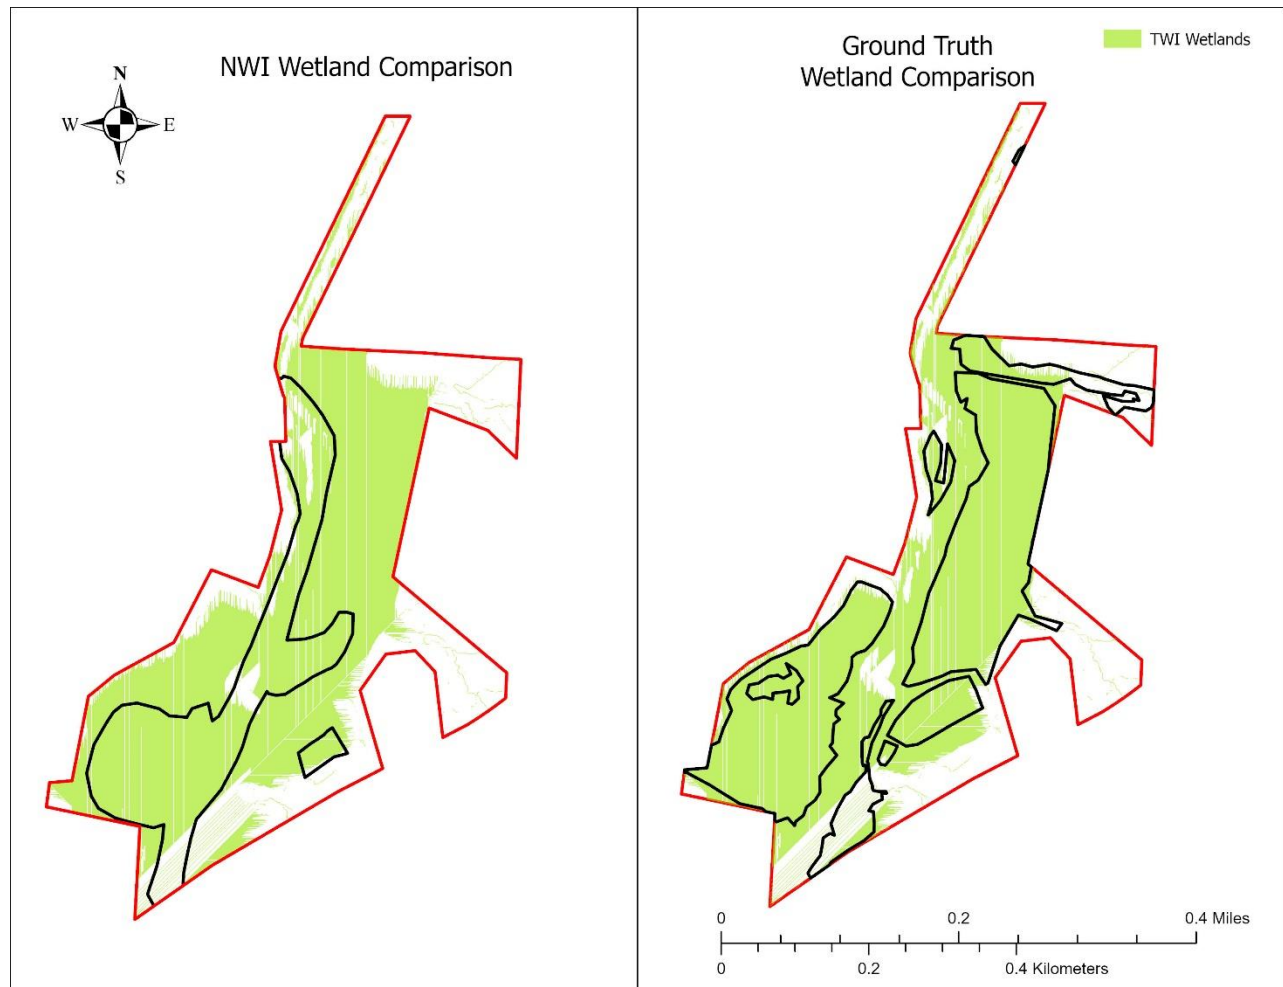 NWI Wetland Comparison
N
W
E
S
Ground Truth
Wetland Comparison
TWI Wetlands
0
0.2
0.4 Miles
0
0.2
0.4 Kilometers